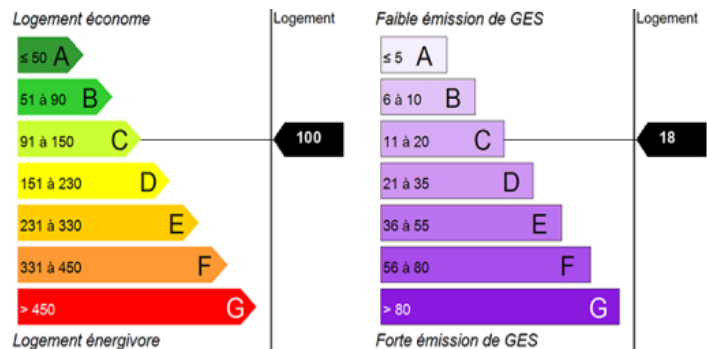 Logement économe
Logement
≤ 50 A
51 à 90 B
91 à 150 C
100
151 à 230 D
231 à 330 E
331 à 450 F
> 450 G
Logement énergivore
Faible émission de GES
Logement
≤ 5 A
6 à 10 B
11 à 20 C
18
21 à 35 D
36 à 55 E
56 à 80 F
> 80 G
Forte émission de GES